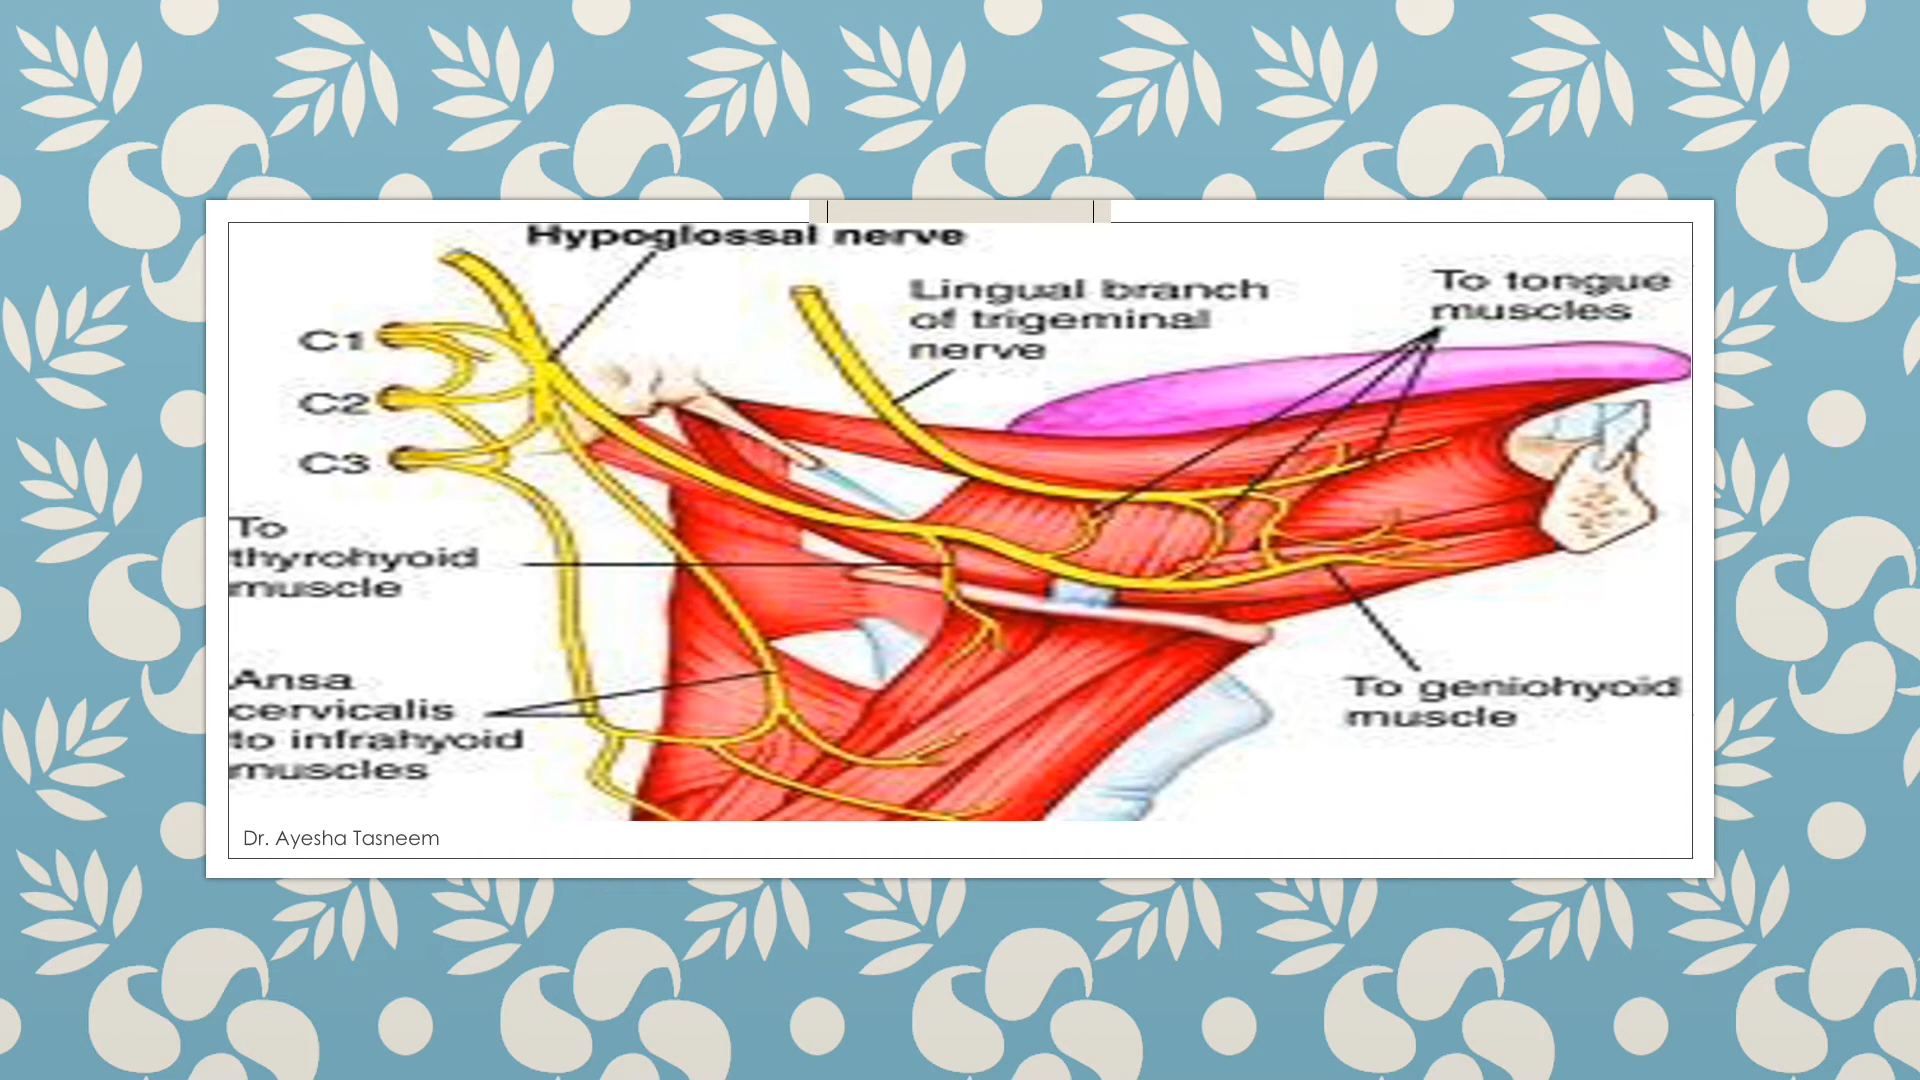 Hypoglossal nerve
Lingual branch
of trigeminal
nerve
To tongue
muscles
C1
C2
C3
To
thyrohyoid
muscle
Ansa
cervicalis
to infrahyoid
muscles
To geniohyoid
muscle
Dr. Ayesha Tasneem